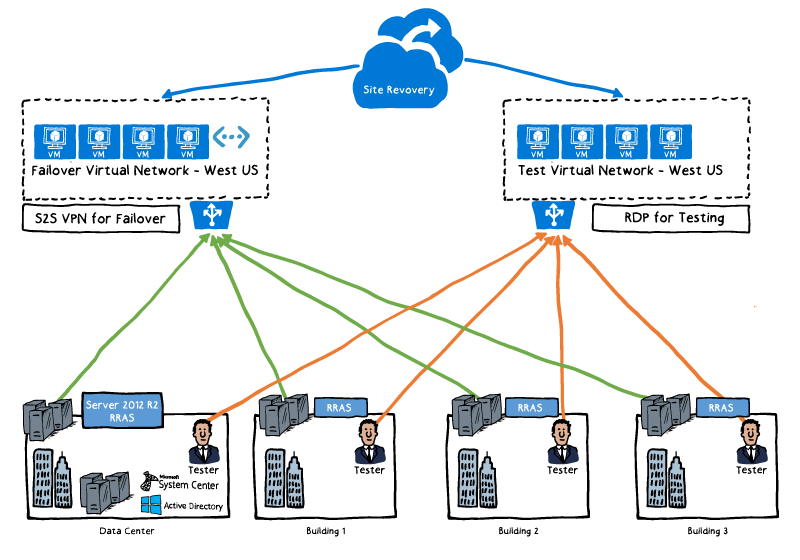 Site Revovery
VM VM VM VM
Failover Virtual Network - West US
VM VM VM VM
Test Virtual Network - West US
S2S VPN for Failover
RDP for Testing
Server 2012 R2
RRAS
RRAS
RRAS
RRAS
Tester
Tester
Tester
Tester
Microsoft
System Center
Active Directory
Data Center
Building 1
Building 2
Building 3